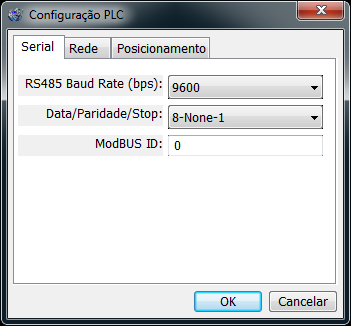 Configuração PLC
Serial Rede Posicionamento
RS485 Baud Rate (bps): 9600
Data/Paridade/Stop: 8-None-1
ModBUS ID: 0
OK Cancelar